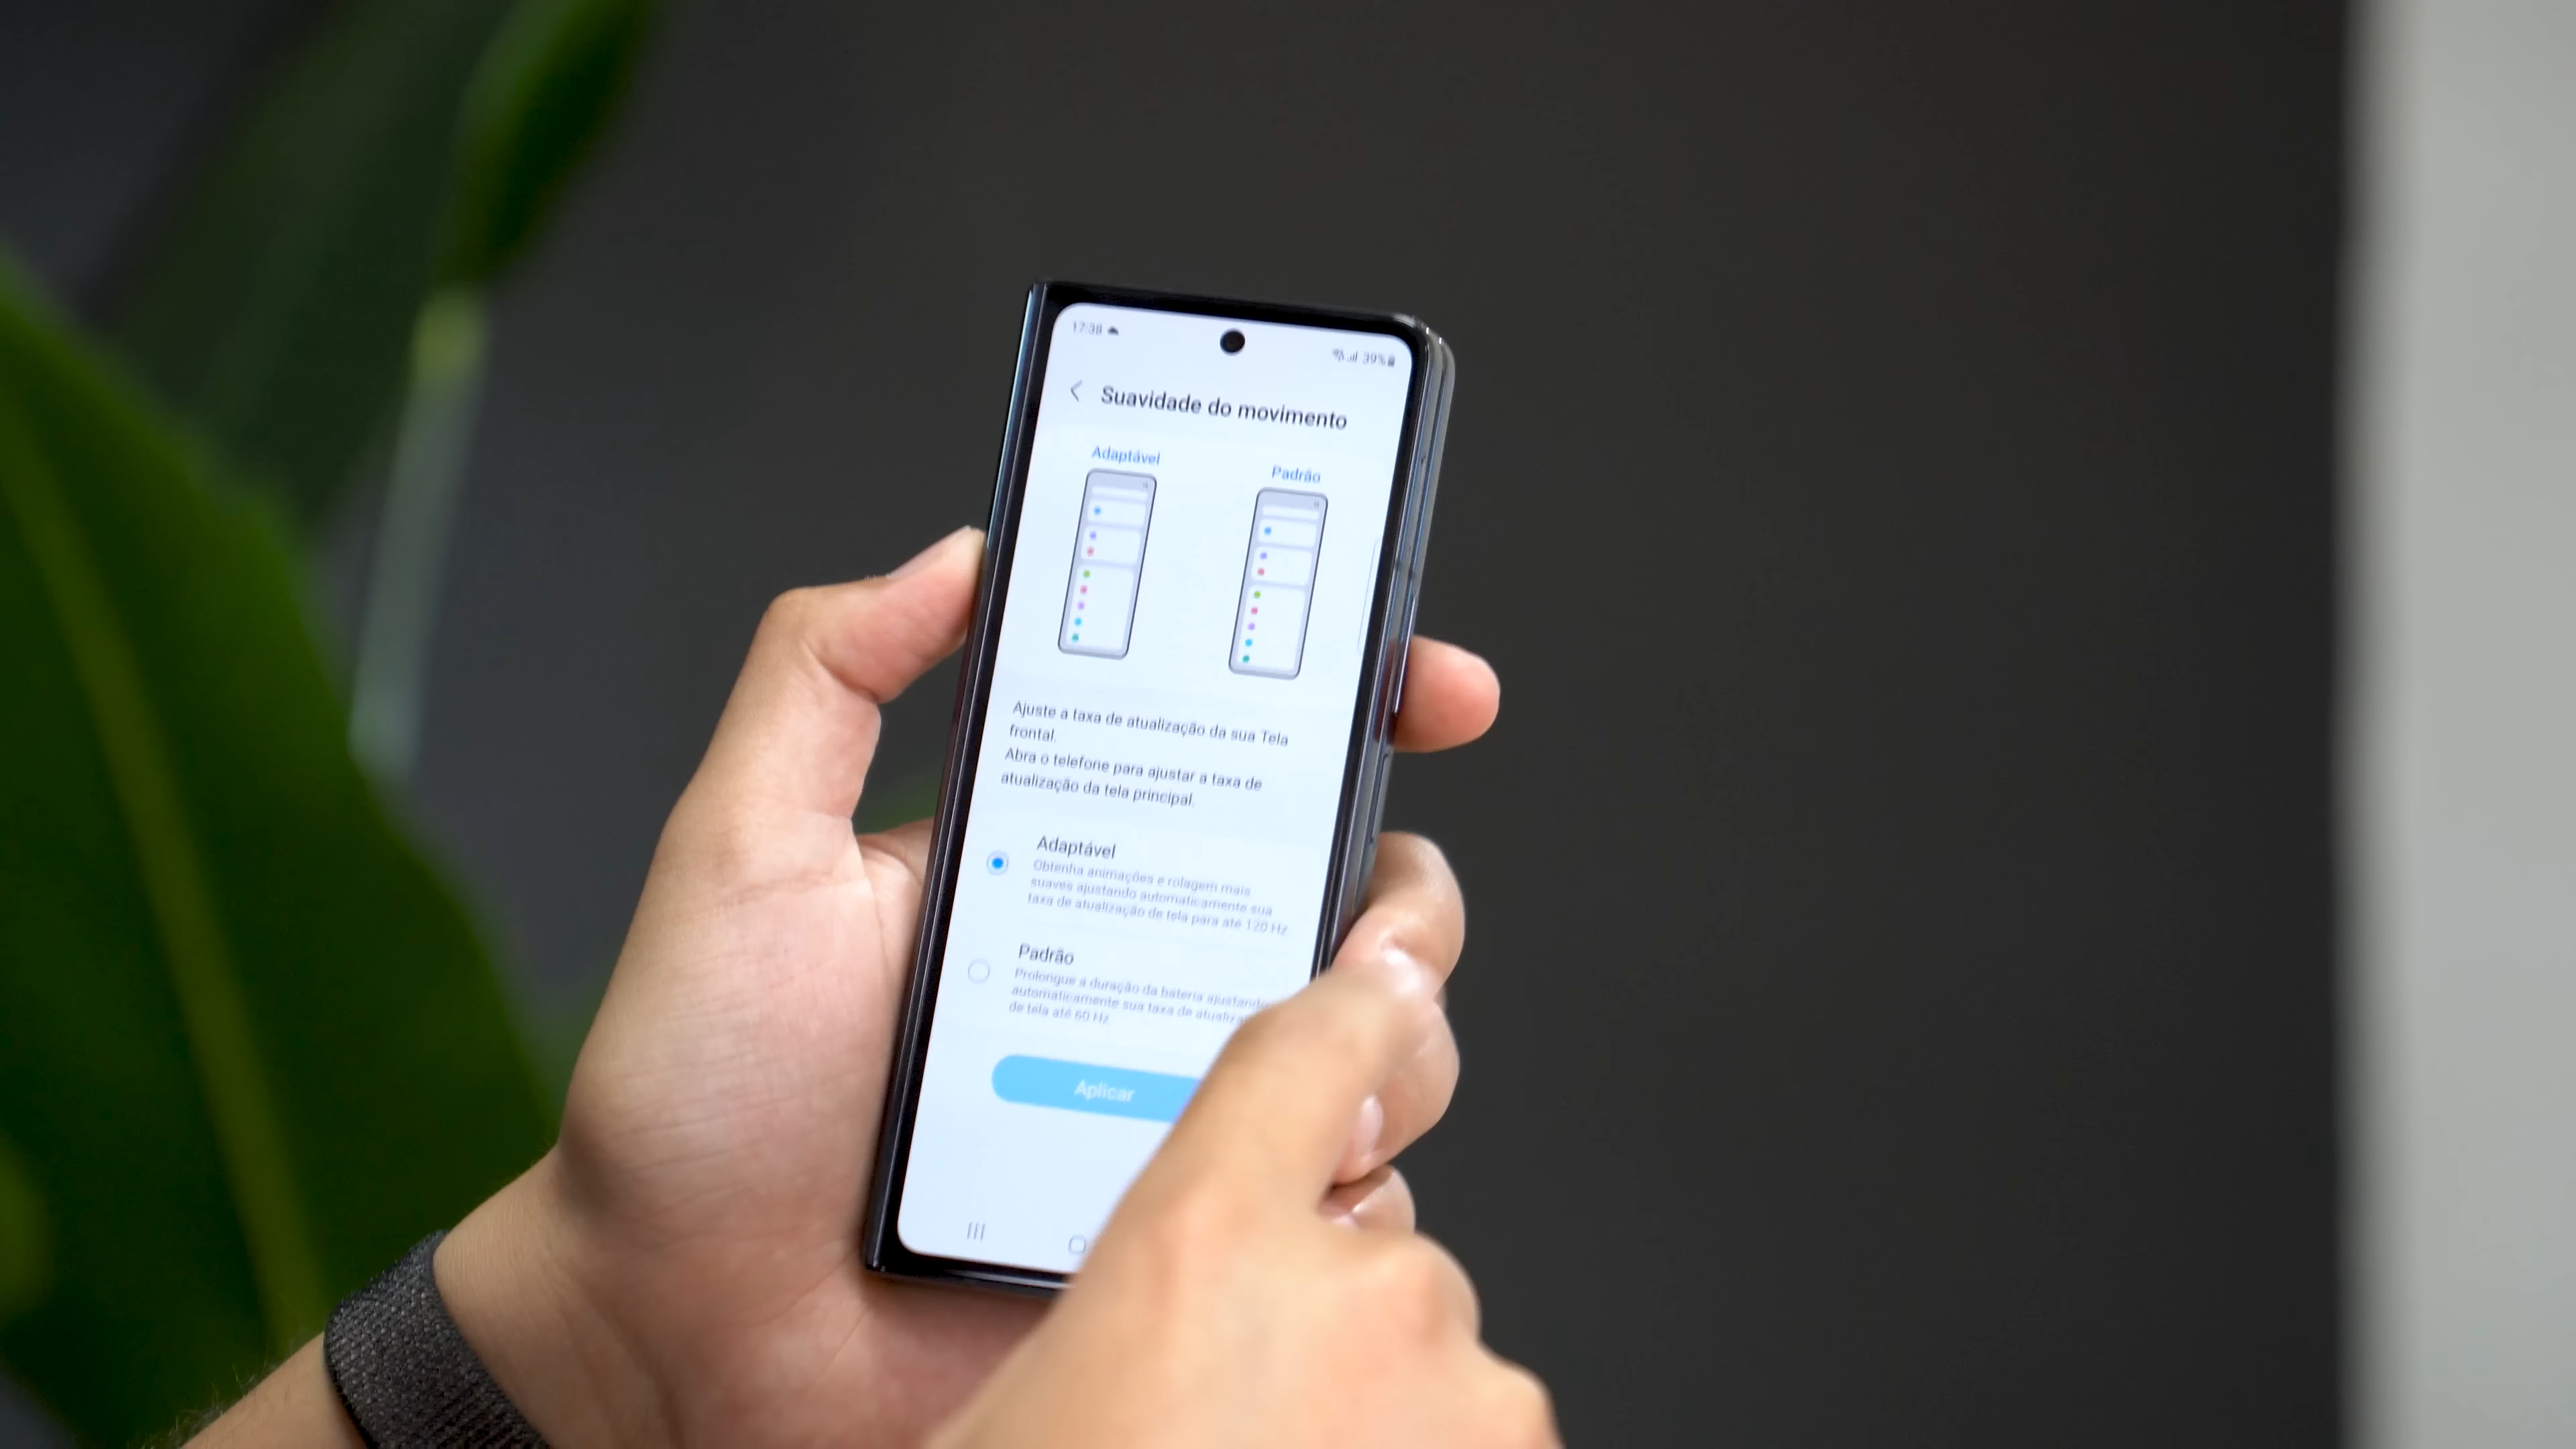 17:38
39%
Suavidade do movimento
Adaptável
Padrão
Ajuste a taxa de atualização da sua Tela
frontal.
Abra o telefone para ajustar a taxa de
atualização da tela principal.
Adaptável
Obtenha animações e rolagem mais
suaves ajustando automaticamente sua
taxa de atualização de tela para até 120 Hz.
Padrão
Prolongue a duração da bateria ajustando
automaticamente sua taxa de
de tela até 60 Hz.
Aplicar